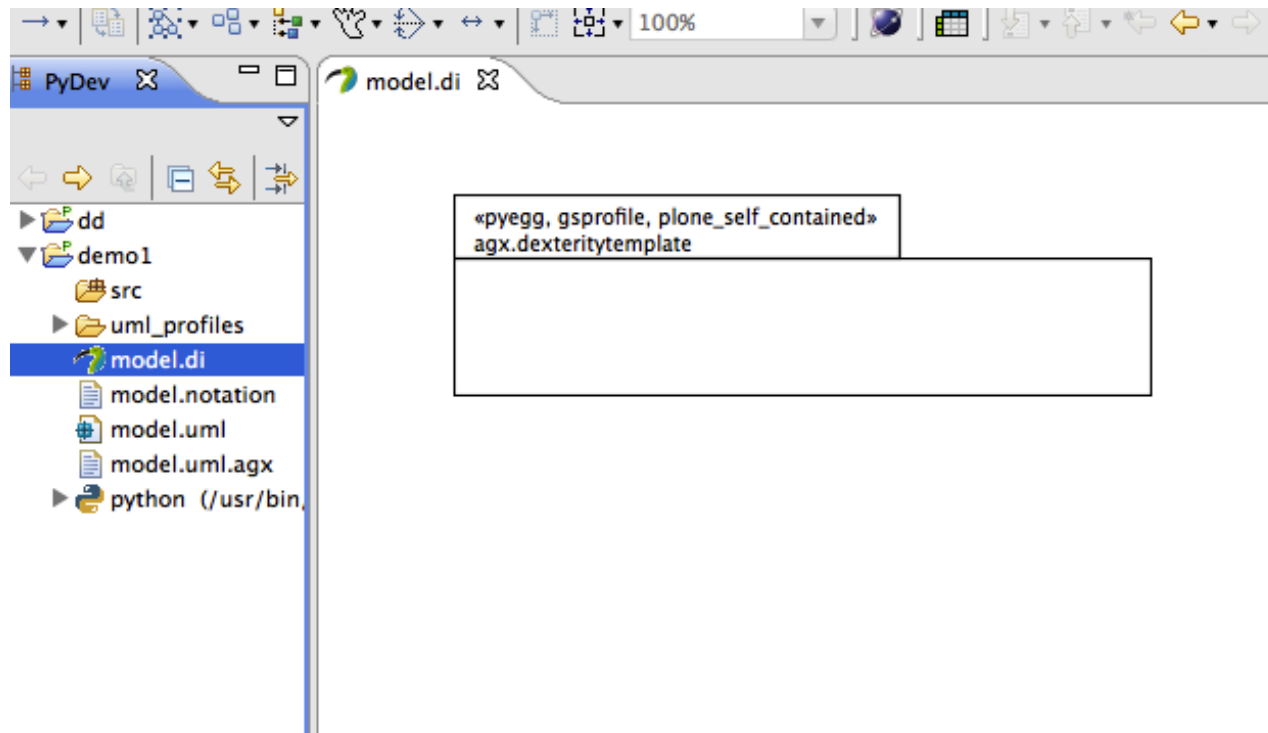 100%
PyDev
model.di
dd
demo1
src
uml_profiles
model.di
model.notation
model.uml
model.uml.agx
python (/usr/bin,
«pyegg, gsprofile, plone_self_contained»
agx.dexteritytemplate